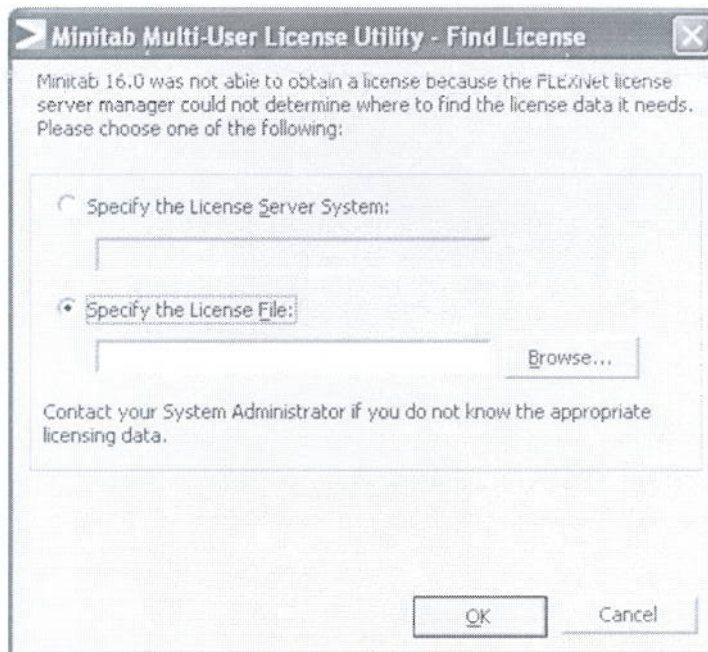 Minitab Multi-User License Utility - Find License
Minitab 16.0 was not able to obtain a license because the FLEXNet license
server manager could not determine where to find the license data it needs.
Please choose one of the following:
Specify the License Server System:
Specify the License File:
Browse...
Contact your System Administrator if you do not know the appropriate
licensing data.
OK
Cancel